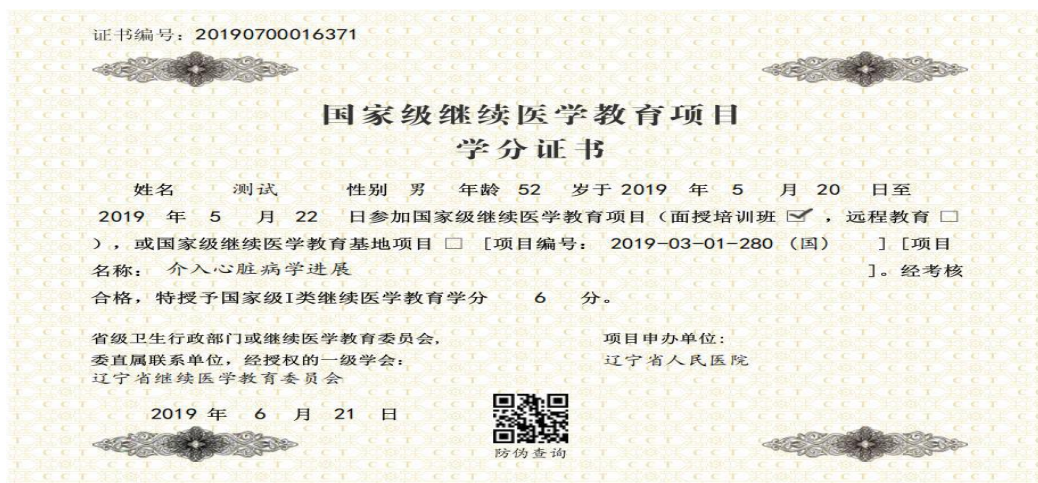 证书编号：20190700016371
国家级继续医学教育项目
学分证书
姓名 测试 性别 男 年龄 52 岁于 2019 年 5 月 20 日至
2019 年 5 月 22 日参加国家级继续医学教育项目（面授培训班 ☑ ，远程教育 □
），或国家级继续医学教育基地项目 □ [项目编号： 2019-03-01-280 （国） ] [项目
名称： 介入心脏病学进展 ]。经考核
合格，特授予国家级I类继续医学教育学分 6 分。
省级卫生行政部门或继续医学教育委员会,
委直属联系单位，经授权的一级学会：
辽宁省继续医学教育委员会
项目申办单位：
辽宁省人民医院
2019 年 6 月 21 日
防伪查询